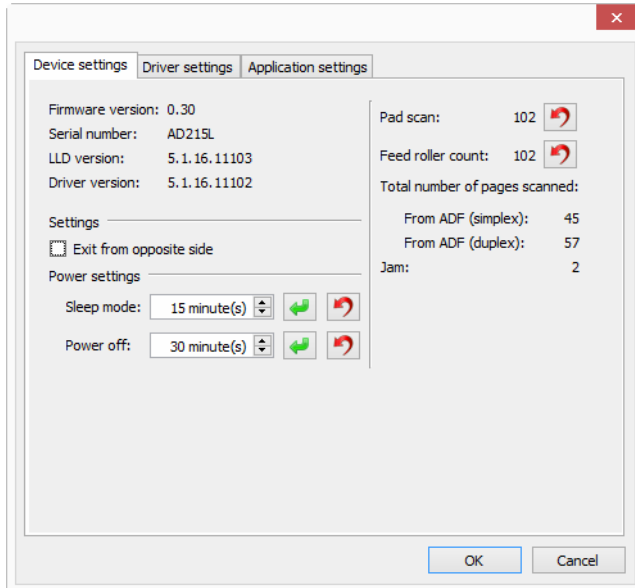 Device settings Driver settings Application settings
Firmware version: 0.30
Serial number: AD215L
LLD version: 5.1.16.11103
Driver version: 5.1.16.11102
Settings
Exit from opposite side
Power settings
Sleep mode: 15 minute(s)
Power off: 30 minute(s)
Pad scan: 102
Feed roller count: 102
Total number of pages scanned:
From ADF (simplex): 45
From ADF (duplex): 57
Jam: 2
OK Cancel